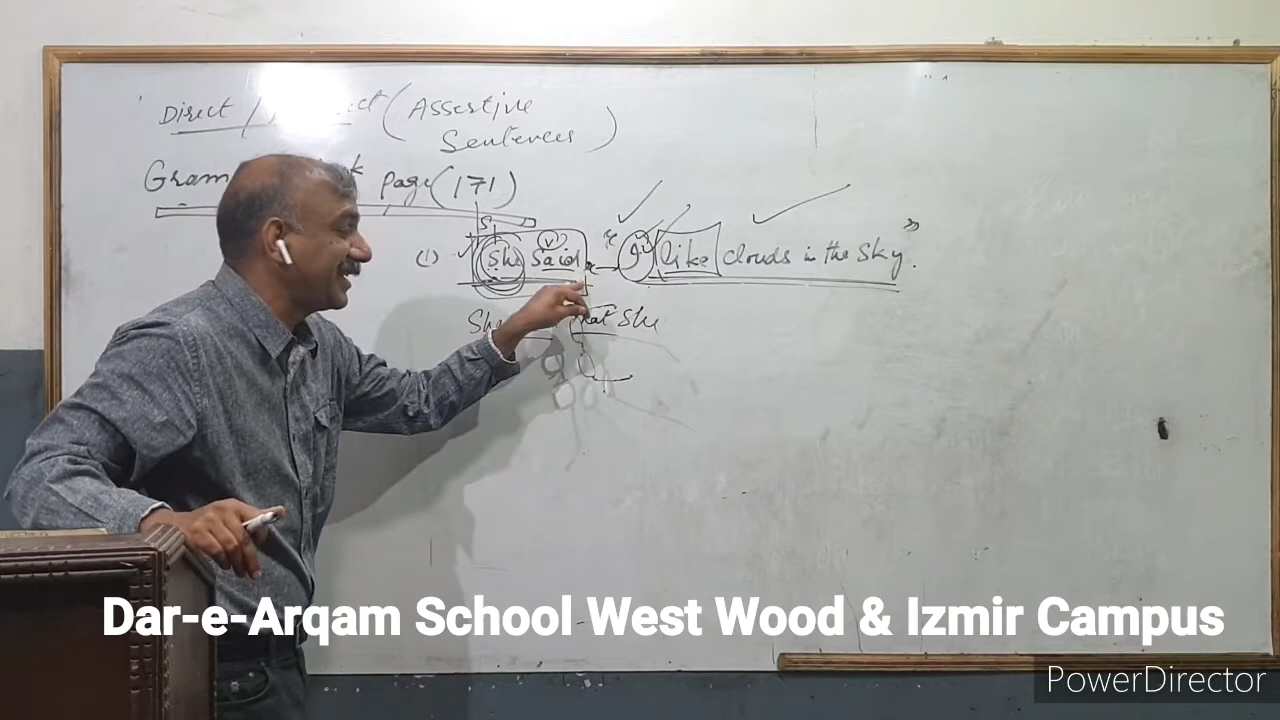 Direct / (Assertive
Sentences)
Gram Page (171)
S
V
(1) She Said, "I like clouds in the sky".
She that She
Dar-e-Arqam School West Wood & Izmir Campus
PowerDirector